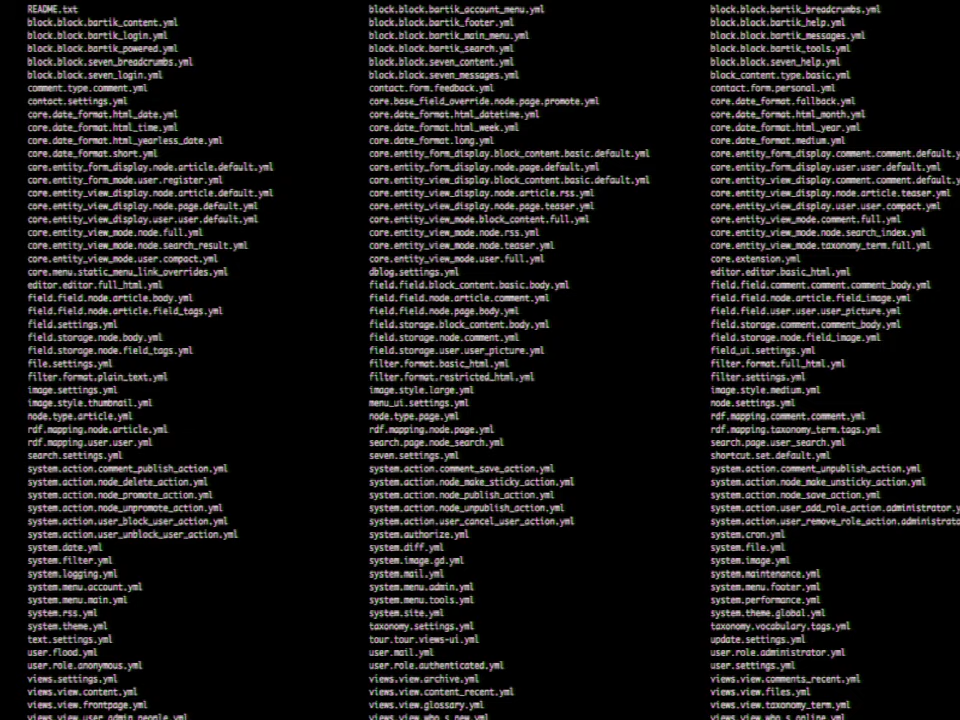 README.txt block.block.bartik_account_menu.yml block.block.bartik_breadcrumbs.yml
block.block.bartik_content.yml block.block.bartik_footer.yml block.block.bartik_help.yml
block.block.bartik_login.yml block.block.bartik_main_menu.yml block.block.bartik_messages.yml
block.block.bartik_powered.yml block.block.bartik_search.yml block.block.bartik_tools.yml
block.block.seven_breadcrumbs.yml block.block.seven_content.yml block.block.seven_help.yml
block.block.seven_login.yml block.block.seven_messages.yml block_content.type.basic.yml
comment.type.comment.yml contact.form.feedback.yml contact.form.personal.yml
contact.settings.yml core.base_field_override.node.page.promote.yml core.date_format.fallback.yml
core.date_format.html_date.yml core.date_format.html_datetime.yml core.date_format.html_month.yml
core.date_format.html_time.yml core.date_format.html_week.yml core.date_format.html_year.yml
core.date_format.html_yearless_date.yml core.date_format.long.yml core.date_format.medium.yml
core.date_format.short.yml core.entity_form_display.block_content.basic.default.yml core.entity_form_display.comment.comment.default.y
core.entity_form_display.node.article.default.yml core.entity_form_display.node.page.default.yml core.entity_form_display.user.user.default.yml
core.entity_form_mode.user.register.yml core.entity_view_display.block_content.basic.default.yml core.entity_view_display.comment.comment.default.y
core.entity_view_display.node.article.default.yml core.entity_view_display.node.article.rss.yml core.entity_view_display.node.article.teaser.yml
core.entity_view_display.node.page.default.yml core.entity_view_display.node.page.teaser.yml core.entity_view_display.user.user.compact.yml
core.entity_view_display.user.user.default.yml core.entity_view_mode.block_content.full.yml core.entity_view_mode.comment.full.yml
core.entity_view_mode.node.full.yml core.entity_view_mode.node.rss.yml core.entity_view_mode.node.search_index.yml
core.entity_view_mode.node.search_result.yml core.entity_view_mode.node.teaser.yml core.entity_view_mode.taxonomy_term.full.yml
core.entity_view_mode.user.compact.yml core.entity_view_mode.user.full.yml core.extension.yml
core.menu.static_menu_link_overrides.yml dblog.settings.yml editor.editor.basic_html.yml
editor.editor.full_html.yml field.field.block_content.basic.body.yml field.field.comment.comment.comment_body.yml
field.field.node.article.body.yml field.field.node.article.comment.yml field.field.node.article.field_image.yml
field.field.node.article.field_tags.yml field.field.node.page.body.yml field.field.user.user.user_picture.yml
field.settings.yml field.storage.block_content.body.yml field.storage.comment.comment_body.yml
field.storage.node.body.yml field.storage.node.comment.yml field.storage.node.field_image.yml
field.storage.node.field_tags.yml field.storage.user.user_picture.yml field_ui.settings.yml
file.settings.yml filter.format.basic_html.yml filter.format.full_html.yml
filter.format.plain_text.yml filter.format.restricted_html.yml filter.settings.yml
image.settings.yml image.style.large.yml image.style.medium.yml
image.style.thumbnail.yml menu_ui.settings.yml node.settings.yml
node.type.article.yml node.type.page.yml rdf.mapping.comment.comment.yml
rdf.mapping.node.article.yml rdf.mapping.node.page.yml rdf.mapping.taxonomy_term.tags.yml
rdf.mapping.user.user.yml search.page.node_search.yml search.page.user_search.yml
search.settings.yml seven.settings.yml shortcut.set.default.yml
system.action.comment_publish_action.yml system.action.comment_save_action.yml system.action.comment_unpublish_action.yml
system.action.node_delete_action.yml system.action.node_make_sticky_action.yml system.action.node_make_unsticky_action.yml
system.action.node_promote_action.yml system.action.node_publish_action.yml system.action.node_save_action.yml
system.action.node_unpromote_action.yml system.action.node_unpublish_action.yml system.action.user_add_role_action.administrator.y
system.action.user_block_user_action.yml system.action.user_cancel_user_action.yml system.action.user_remove_role_action.administrato
system.action.user_unblock_user_action.yml system.authorize.yml system.cron.yml
system.date.yml system.diff.yml system.file.yml
system.filter.yml system.image.gd.yml system.image.yml
system.logging.yml system.mail.yml system.maintenance.yml
system.menu.account.yml system.menu.admin.yml system.menu.footer.yml
system.menu.main.yml system.menu.tools.yml system.performance.yml
system.rss.yml system.site.yml system.theme.global.yml
system.theme.yml taxonomy.settings.yml taxonomy.vocabulary.tags.yml
text.settings.yml tour.tour.views-ui.yml update.settings.yml
user.flood.yml user.mail.yml user.role.administrator.yml
user.role.anonymous.yml user.role.authenticated.yml user.settings.yml
views.settings.yml views.view.archive.yml views.view.comments_recent.yml
views.view.content.yml views.view.content_recent.yml views.view.files.yml
views.view.frontpage.yml views.view.glossary.yml views.view.taxonomy_term.yml
views.view.user_admin_people.yml views.view.who_s_new.yml views.view.who_s_online.yml